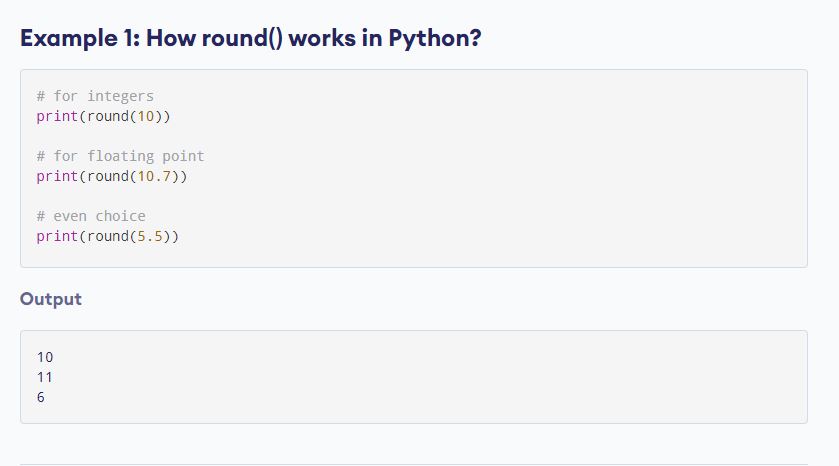 Example 1: How round() works in Python?
# for integers
print(round(10))
# for floating point
print(round(10.7))
# even choice
print(round(5.5))
Output
10
11
6